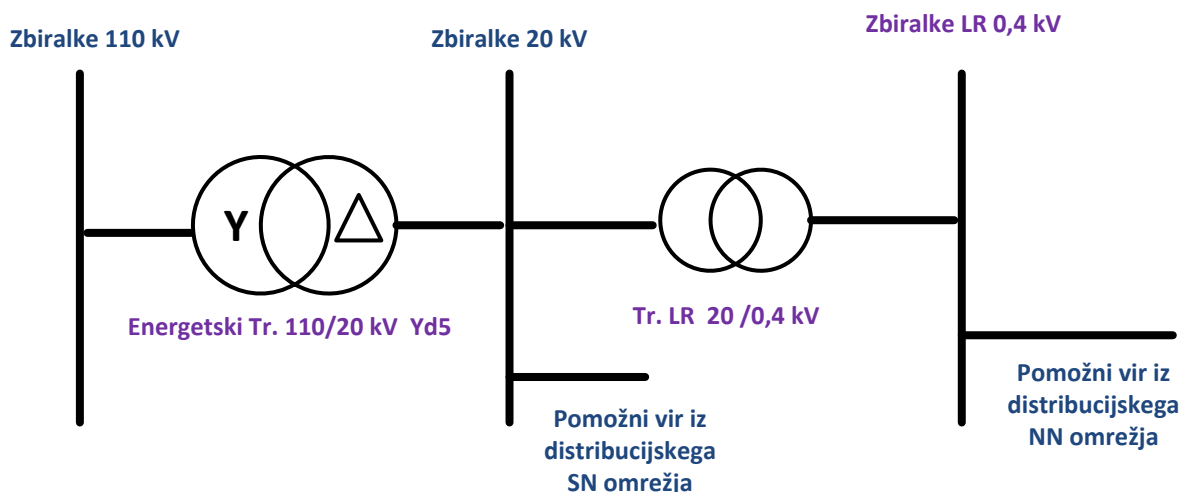 Zbiralke 110 kV
Zbiralke 20 kV
Zbiralke LR 0,4 kV
Y
Energetski Tr. 110/20 kV Yd5
Tr. LR 20 /0,4 kV
Pomožni vir iz
distribucijskega
SN omrežja
Pomožni vir iz
distribucijskega
NN omrežja